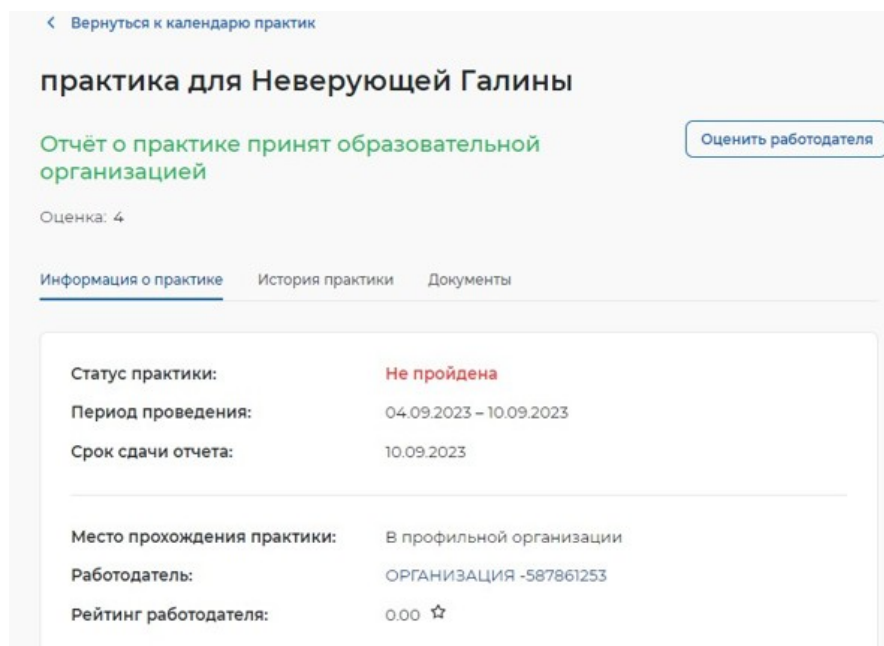 Вернуться к календарю практик
практика для Неверующей Галины
Отчёт о практике принят образовательной
организацией
Оценить работодателя
Оценка: 4
Информация о практике История практики Документы
Статус практики: Не пройдена
Период проведения: 04.09.2023 – 10.09.2023
Срок сдачи отчета: 10.09.2023
Место прохождения практики: В профильной организации
Работодатель: ОРГАНИЗАЦИЯ -587861253
Рейтинг работодателя: 0.00